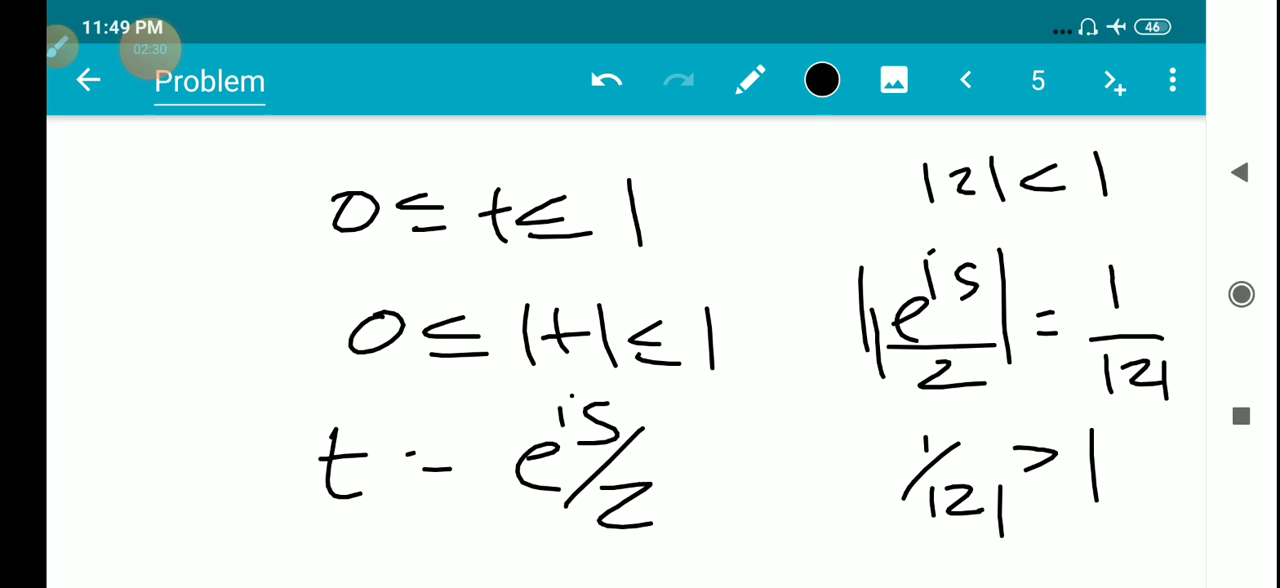 11:49 PM
46
02:30
Problem
5
0 ≤ t ≤ 1
0 ≤ |t| ≤ 1
t = e^{is}/z
|z| < 1
|e^{is}/z| = 1/|z|
1/|z| > 1